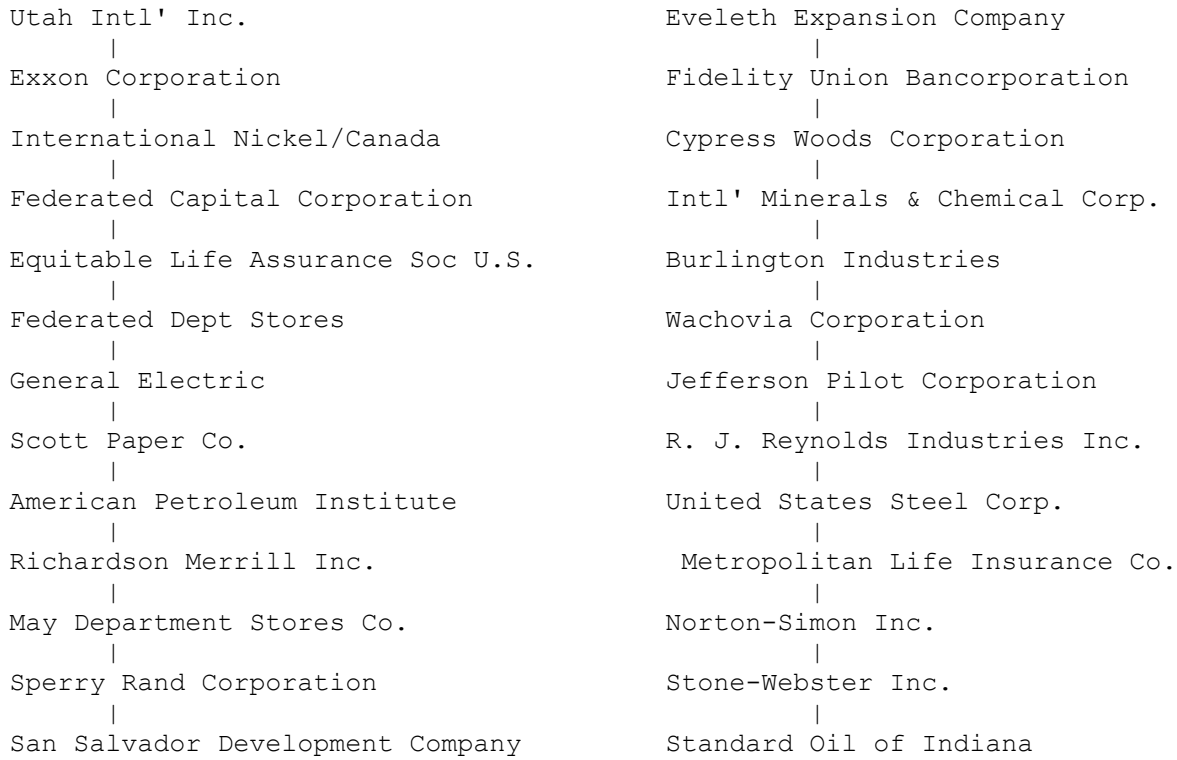 Utah Intl' Inc. Eveleth Expansion Company
| |
Exxon Corporation Fidelity Union Bancorporation
| |
International Nickel/Canada Cypress Woods Corporation
| |
Federated Capital Corporation Intl' Minerals & Chemical Corp.
| |
Equitable Life Assurance Soc U.S. Burlington Industries
| |
Federated Dept Stores Wachovia Corporation
| |
General Electric Jefferson Pilot Corporation
| |
Scott Paper Co. R. J. Reynolds Industries Inc.
| |
American Petroleum Institute United States Steel Corp.
| |
Richardson Merrill Inc. Metropolitan Life Insurance Co.
| |
May Department Stores Co. Norton-Simon Inc.
| |
Sperry Rand Corporation Stone-Webster Inc.
| |
San Salvador Development Company Standard Oil of Indiana